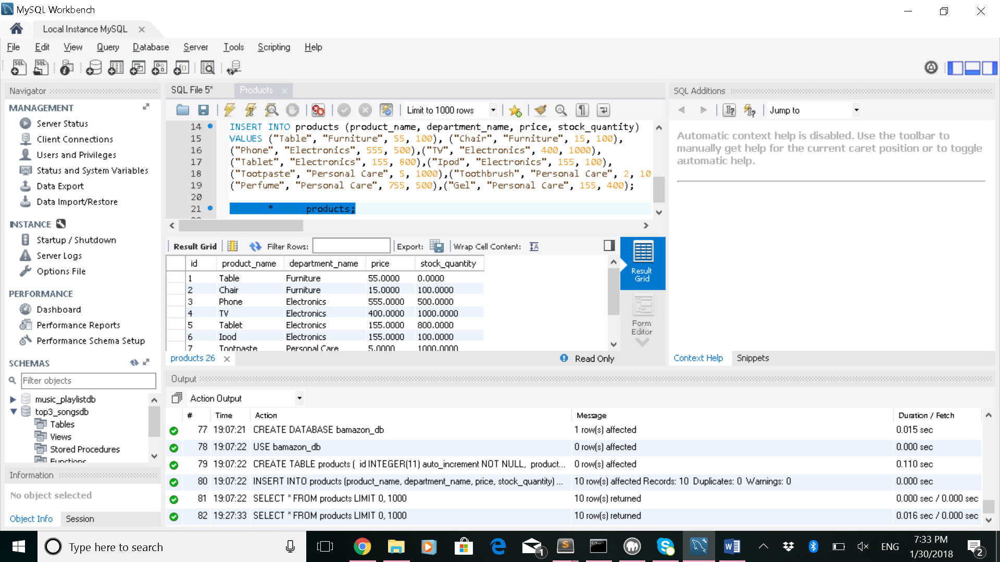 MySQL Workbench
Local Instance MySQL
File Edit View Query Database Server Tools Scripting Help
Navigator
MANAGEMENT
Server Status
Client Connections
Users and Privileges
Status and System Variables
Data Export
Data Import/Restore
INSTANCE
Startup / Shutdown
Server Logs
Options File
PERFORMANCE
Dashboard
Performance Reports
Performance Schema Setup
SCHEMAS
Filter objects
music_playlistdb
top3_songsdb
Tables
Views
Stored Procedures
Functions
Information
No object selected
Object Info Session
SQL File 5* Products
Limit to 1000 rows
14 INSERT INTO products (product_name, department_name, price, stock_quantity)
15 VALUES ("Table", "Furniture", 55, 100), ("Chair", "Furniture", 15, 100),
16 ("Phone", "Electronics", 555, 500),("TV", "Electronics", 400, 1000),
17 ("Tablet", "Electronics", 155, 800),("Ipod", "Electronics", 155, 100),
18 ("Tootpaste", "Personal Care", 5, 1000),("Toothbrush", "Personal Care", 2, 10
19 ("Perfume", "Personal Care", 755, 500),("Gel", "Personal Care", 155, 400);
20
21 * products;
Result Grid Filter Rows: Export: Wrap Cell Content:
id product_name department_name price stock_quantity
1 Table Furniture 55.0000 0.0000
2 Chair Furniture 15.0000 100.0000
3 Phone Electronics 555.0000 500.0000
4 TV Electronics 400.0000 1000.0000
5 Tablet Electronics 155.0000 800.0000
6 Ipod Electronics 155.0000 100.0000
7 Tootpaste Personal Care 5.0000 1000.0000
Result
Grid
Form
Editor
products 26 Read Only
SQL Additions
Jump to
Automatic context help is disabled. Use the toolbar to
manually get help for the current caret position or to toggle
automatic help.
Context Help Snippets
Output
Action Output
# Time Action Message Duration / Fetch
77 19:07:21 CREATE DATABASE bamazon_db 1 row(s) affected 0.015 sec
78 19:07:22 USE bamazon_db 0 row(s) affected 0.000 sec
79 19:07:22 CREATE TABLE products ( id INTEGER(11) auto_increment NOT NULL, product... 0 row(s) affected 0.110 sec
80 19:07:22 INSERT INTO products (product_name, department_name, price, stock_quantity) ... 10 row(s) affected Records: 10 Duplicates: 0 Warnings: 0 0.000 sec
81 19:07:22 SELECT * FROM products LIMIT 0, 1000 10 row(s) returned 0.000 sec / 0.000 sec
82 19:27:33 SELECT * FROM products LIMIT 0, 1000 10 row(s) returned 0.016 sec / 0.000 sec
Type here to search
1
ENG
7:33 PM
1/30/2018
2